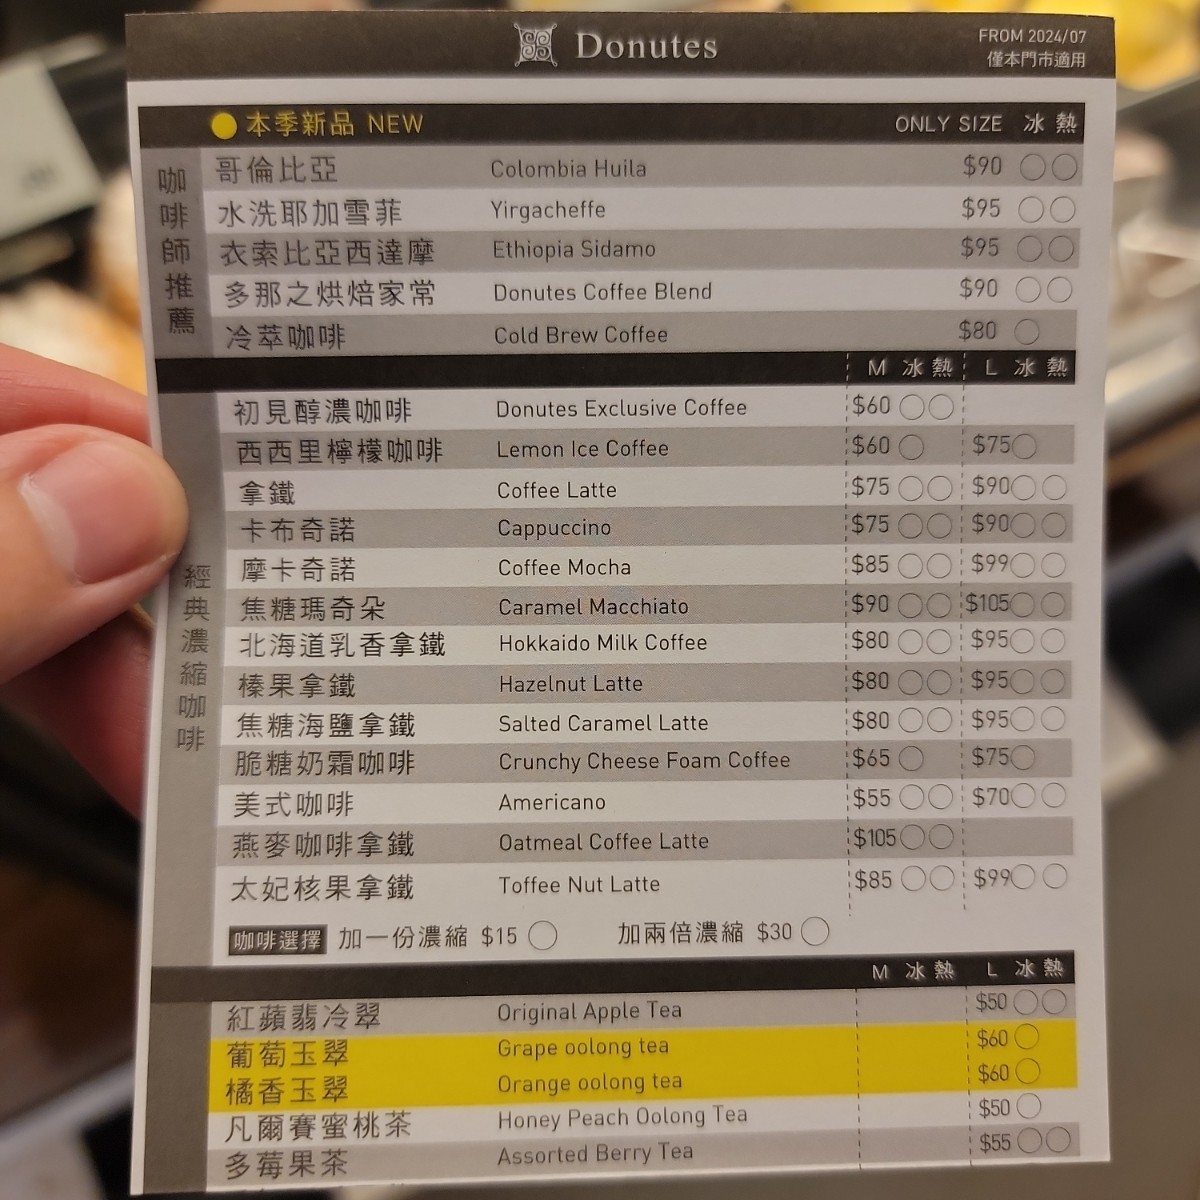 Donutes
FROM 2024/07
僅本門市適用
本季新品 NEW ONLY SIZE 冰 熱
咖啡師推薦
哥倫比亞 Colombia Huila $90
水洗耶加雪菲 Yirgacheffe $95
衣索比亞西達摩 Ethiopia Sidamo $95
多那之烘焙家常 Donutes Coffee Blend $90
冷萃咖啡 Cold Brew Coffee $80
M 冰 熱 L 冰 熱
經典濃縮咖啡
初見醇濃咖啡 Donutes Exclusive Coffee $60
西西里檸檬咖啡 Lemon Ice Coffee $60 $75
拿鐵 Coffee Latte $75 $90
卡布奇諾 Cappuccino $75 $90
摩卡奇諾 Coffee Mocha $85 $99
焦糖瑪奇朵 Caramel Macchiato $90 $105
北海道乳香拿鐵 Hokkaido Milk Coffee $80 $95
榛果拿鐵 Hazelnut Latte $80 $95
焦糖海鹽拿鐵 Salted Caramel Latte $80 $95
脆糖奶霜咖啡 Crunchy Cheese Foam Coffee $65 $75
美式咖啡 Americano $55 $70
燕麥咖啡拿鐵 Oatmeal Coffee Latte $105
太妃核果拿鐵 Toffee Nut Latte $85 $99
咖啡選擇 加一份濃縮 $15 加兩倍濃縮 $30
M 冰 熱 L 冰 熱
紅蘋翡冷翠 Original Apple Tea $50
葡萄玉翠 Grape oolong tea $60
橘香玉翠 Orange oolong tea $60
凡爾賽蜜桃茶 Honey Peach Oolong Tea $50
多莓果茶 Assorted Berry Tea $55